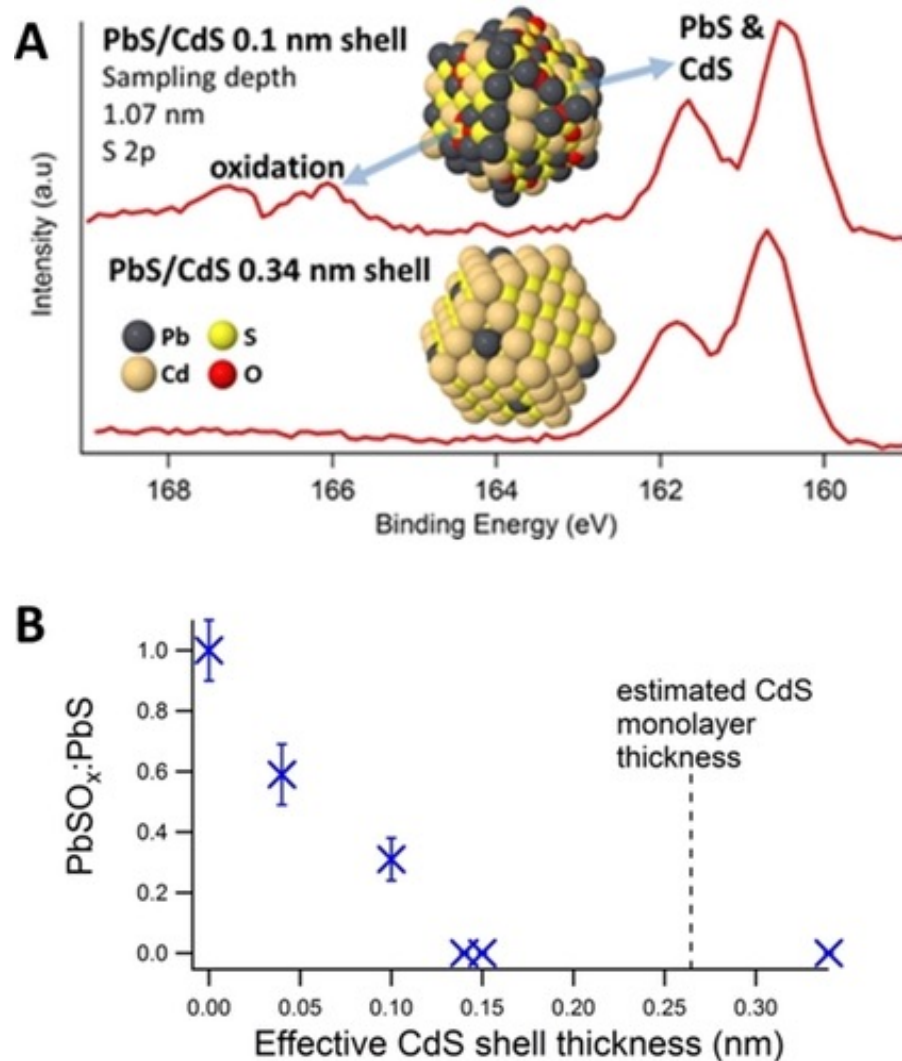 A
PbS/CdS 0.1 nm shell
Sampling depth
1.07 nm
S 2p
oxidation
PbS &
CdS
PbS/CdS 0.34 nm shell
Pb
S
Cd
O
Intensity (a.u)
168
166
164
162
160
Binding Energy (eV)
B
1.0
0.8
0.6
0.4
0.2
0.0
PbSOₓ:PbS
estimated CdS
monolayer
thickness
0.00
0.05
0.10
0.15
0.20
0.25
0.30
Effective CdS shell thickness (nm)